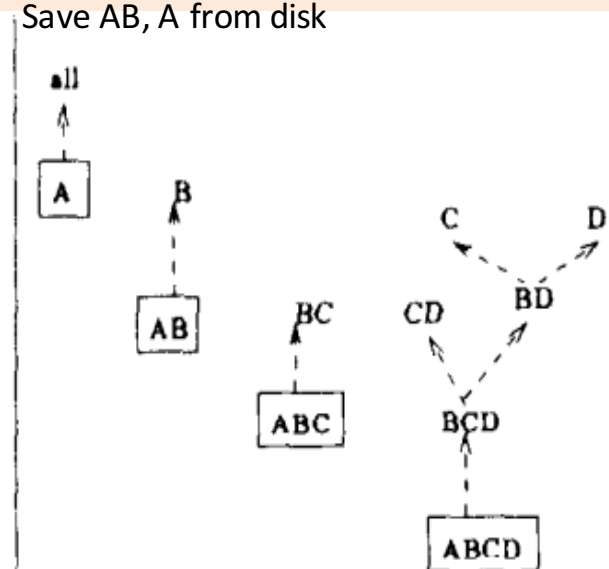 Save AB, A from disk
all
A
B
C
D
AB
BC
CD
BD
ABC
BCD
ABCD